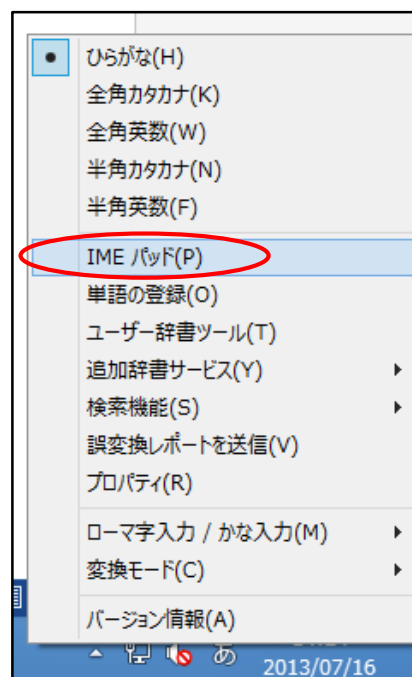 ひらがな(H)
全角カタカナ(K)
全角英数(W)
半角カタカナ(N)
半角英数(F)
IME パッド(P)
単語の登録(O)
ユーザー辞書ツール(T)
追加辞書サービス(Y)
検索機能(S)
誤変換レポートを送信(V)
プロパティ(R)
ローマ字入力 / かな入力(M)
変換モード(C)
バージョン情報(A)
あ
2013/07/16